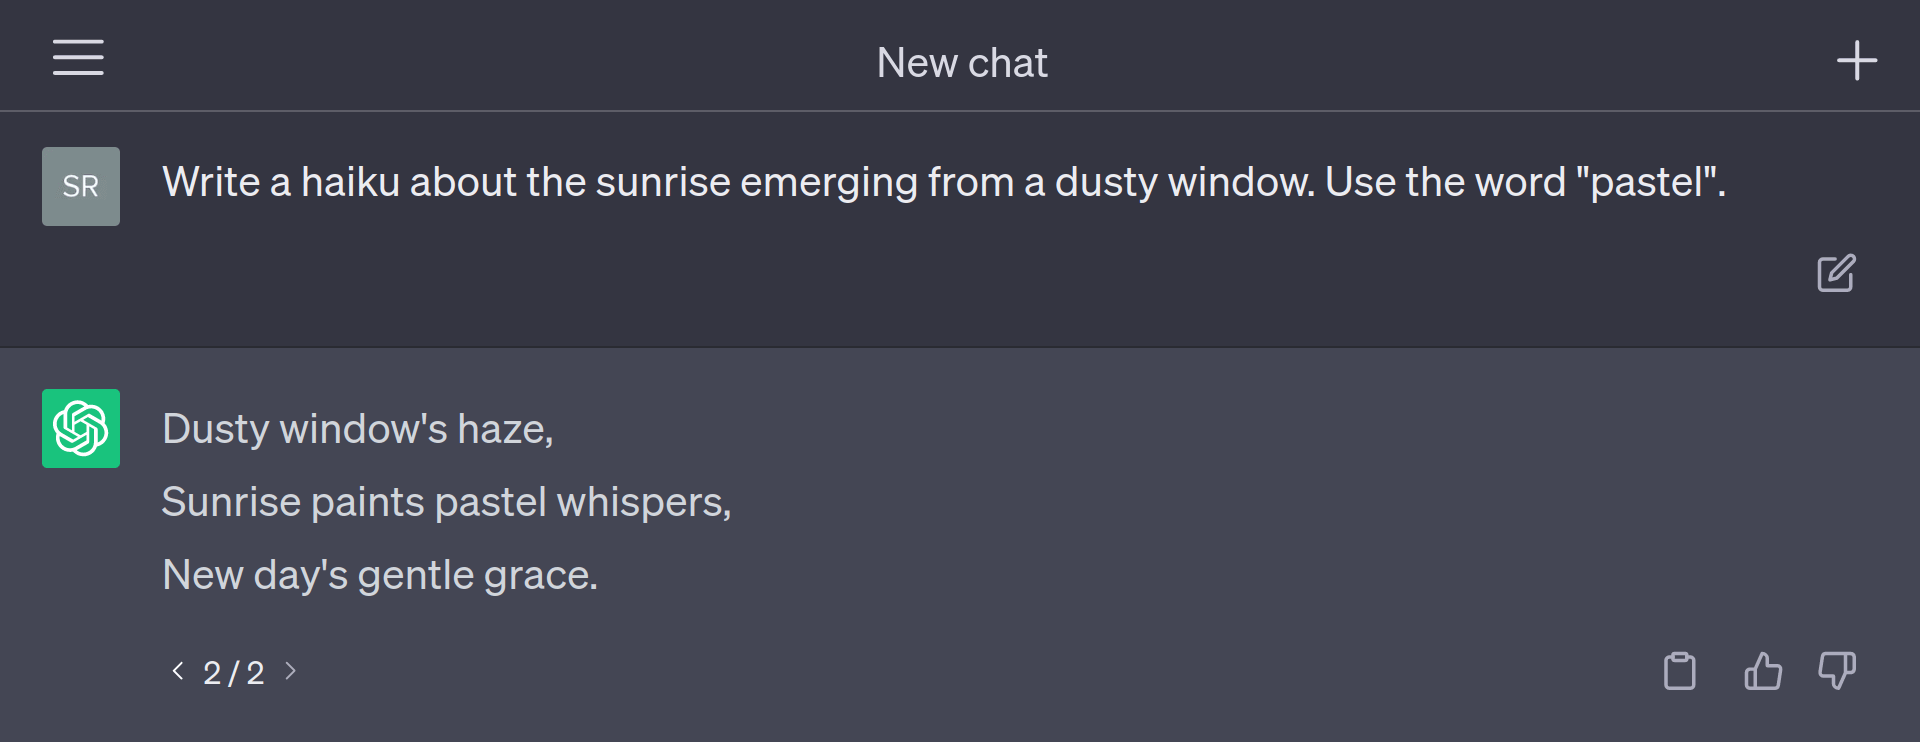 New chat
SR
Write a haiku about the sunrise emerging from a dusty window. Use the word "pastel".
Dusty window's haze,
Sunrise paints pastel whispers,
New day's gentle grace.
2 / 2